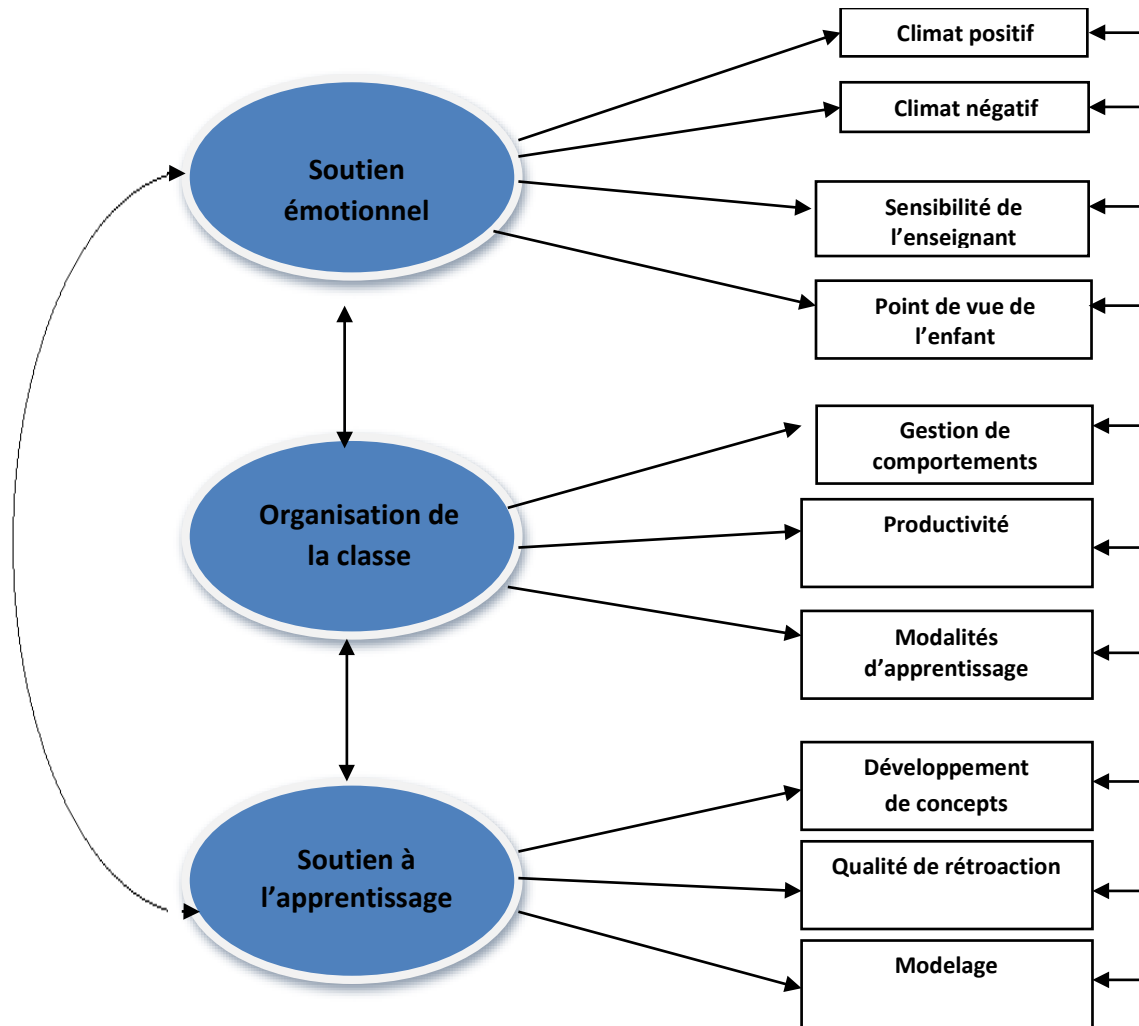 Climat positif
Climat négatif
Soutien
émotionnel
Sensibilité de
l’enseignant
Point de vue de
l’enfant
Gestion de
comportements
Organisation de
la classe
Productivité
Modalités
d’apprentissage
Développement
de concepts
Soutien à
l’apprentissage
Qualité de rétroaction
Modelage